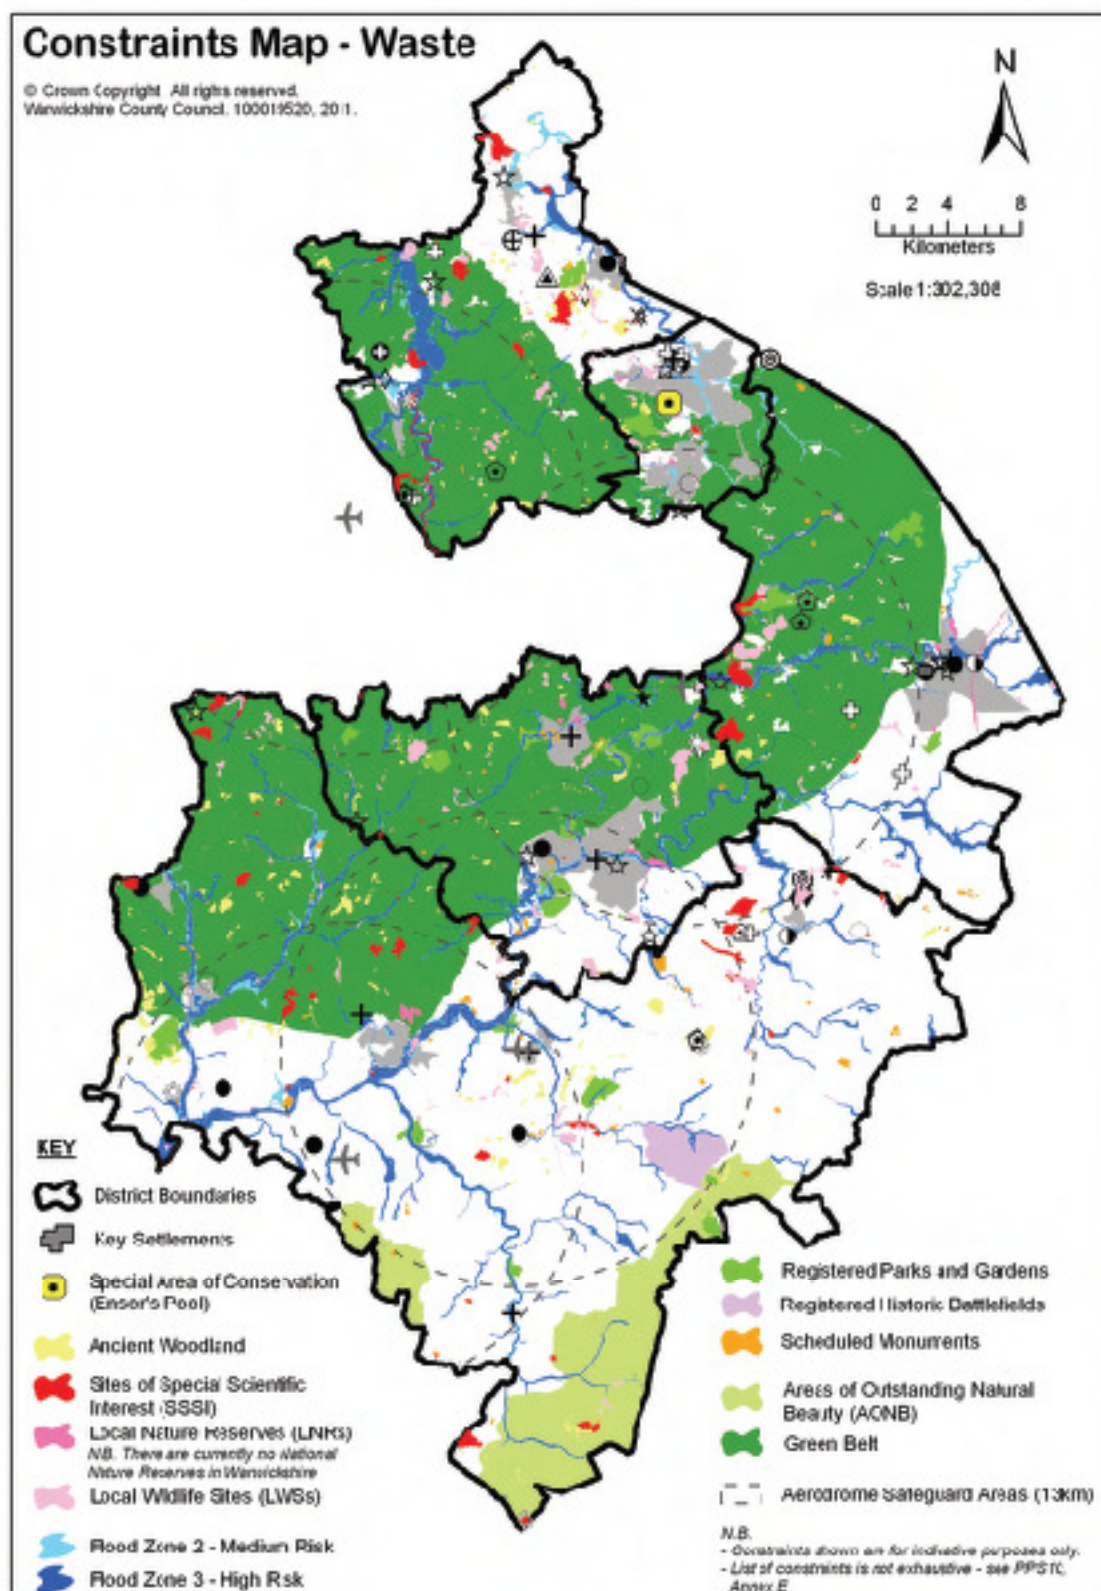 Constraints Map - Waste
© Crown Copyright. All rights reserved.
Warwickshire County Council. 100019520, 2011.
N
0 2 4 8
Kilometers
Scale 1:302,308
KEY
District Boundaries
Key Settlements
Special Area of Conservation
(Ensor's Pool)
Ancient Woodland
Sites of Special Scientific
Interest (SSSI)
Local Nature Reserves (LNRs)
NB. There are currently no National
Nature Reserves in Warwickshire
Local Wildlife Sites (LWSs)
Flood Zone 2 - Medium Risk
Flood Zone 3 - High Risk
Registered Parks and Gardens
Registered Historic Battlefields
Scheduled Monuments
Areas of Outstanding Natural
Beauty (AONB)
Green Belt
Aerodrome Safeguard Areas (13km)
N.B.
- Constraints shown are for indicative purposes only.
- List of constraints is not exhaustive - see PPS10,
Annex E